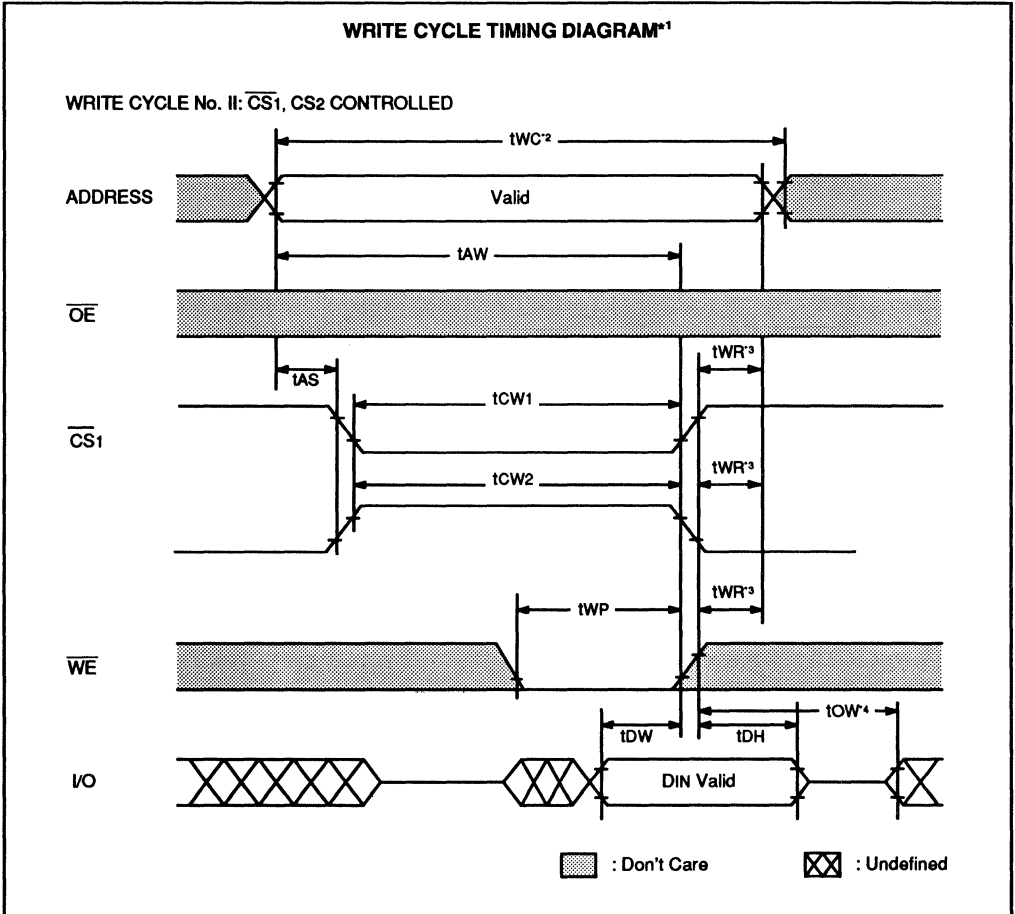 WRITE CYCLE TIMING DIAGRAM*1
WRITE CYCLE No. II: CS1, CS2 CONTROLLED
tWC*2
ADDRESS
Valid
tAW
OE
tWR*3
tAS
tCW1
CS1
tWR*3
tCW2
tWR*3
tWP
WE
tOW*4
tDW
tDH
I/O
DIN Valid
: Don't Care
: Undefined